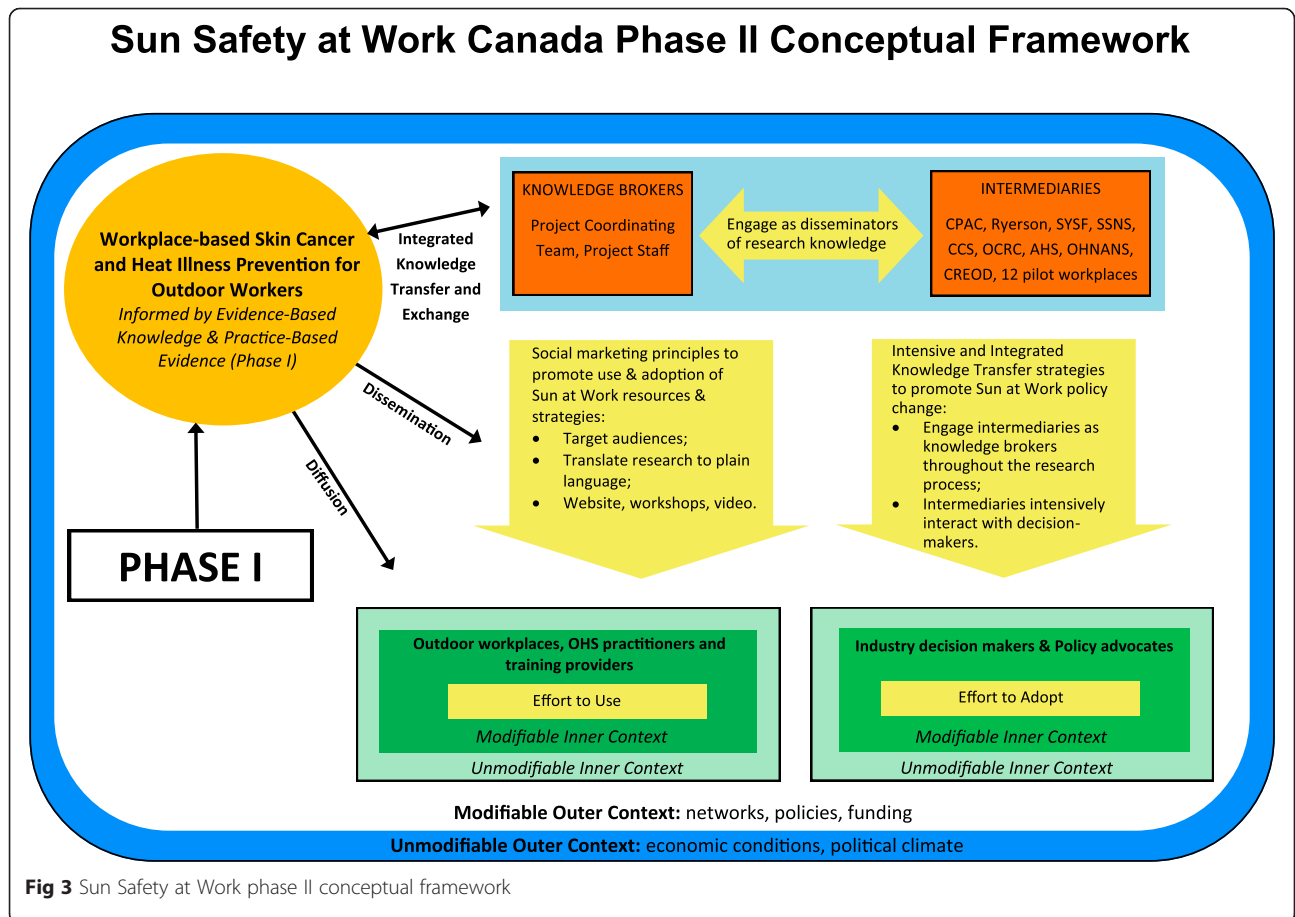 Sun Safety at Work Canada Phase II Conceptual Framework
Workplace-based Skin Cancer
and Heat Illness Prevention for
Outdoor Workers
Informed by Evidence-Based
Knowledge & Practice-Based
Evidence (Phase I)
Integrated
Knowledge
Transfer and
Exchange
KNOWLEDGE BROKERS
Project Coordinating
Team, Project Staff
Engage as disseminators
of research knowledge
INTERMEDIARIES
CPAC, Ryerson, SYSF, SSNS,
CCS, OCRC, AHS, OHNANS,
CREOD, 12 pilot workplaces
Dissemination
Diffusion
PHASE I
Social marketing principles to
promote use & adoption of
Sun at Work resources &
strategies:
• Target audiences;
• Translate research to plain
language;
• Website, workshops, video.
Intensive and Integrated
Knowledge Transfer strategies
to promote Sun at Work policy
change:
• Engage intermediaries as
knowledge brokers
throughout the research
process;
• Intermediaries intensively
interact with decision-
makers.
Outdoor workplaces, OHS practitioners and
training providers
Effort to Use
Modifiable Inner Context
Unmodifiable Inner Context
Industry decision makers & Policy advocates
Effort to Adopt
Modifiable Inner Context
Unmodifiable Inner Context
Modifiable Outer Context: networks, policies, funding
Unmodifiable Outer Context: economic conditions, political climate
Fig 3 Sun Safety at Work phase II conceptual framework